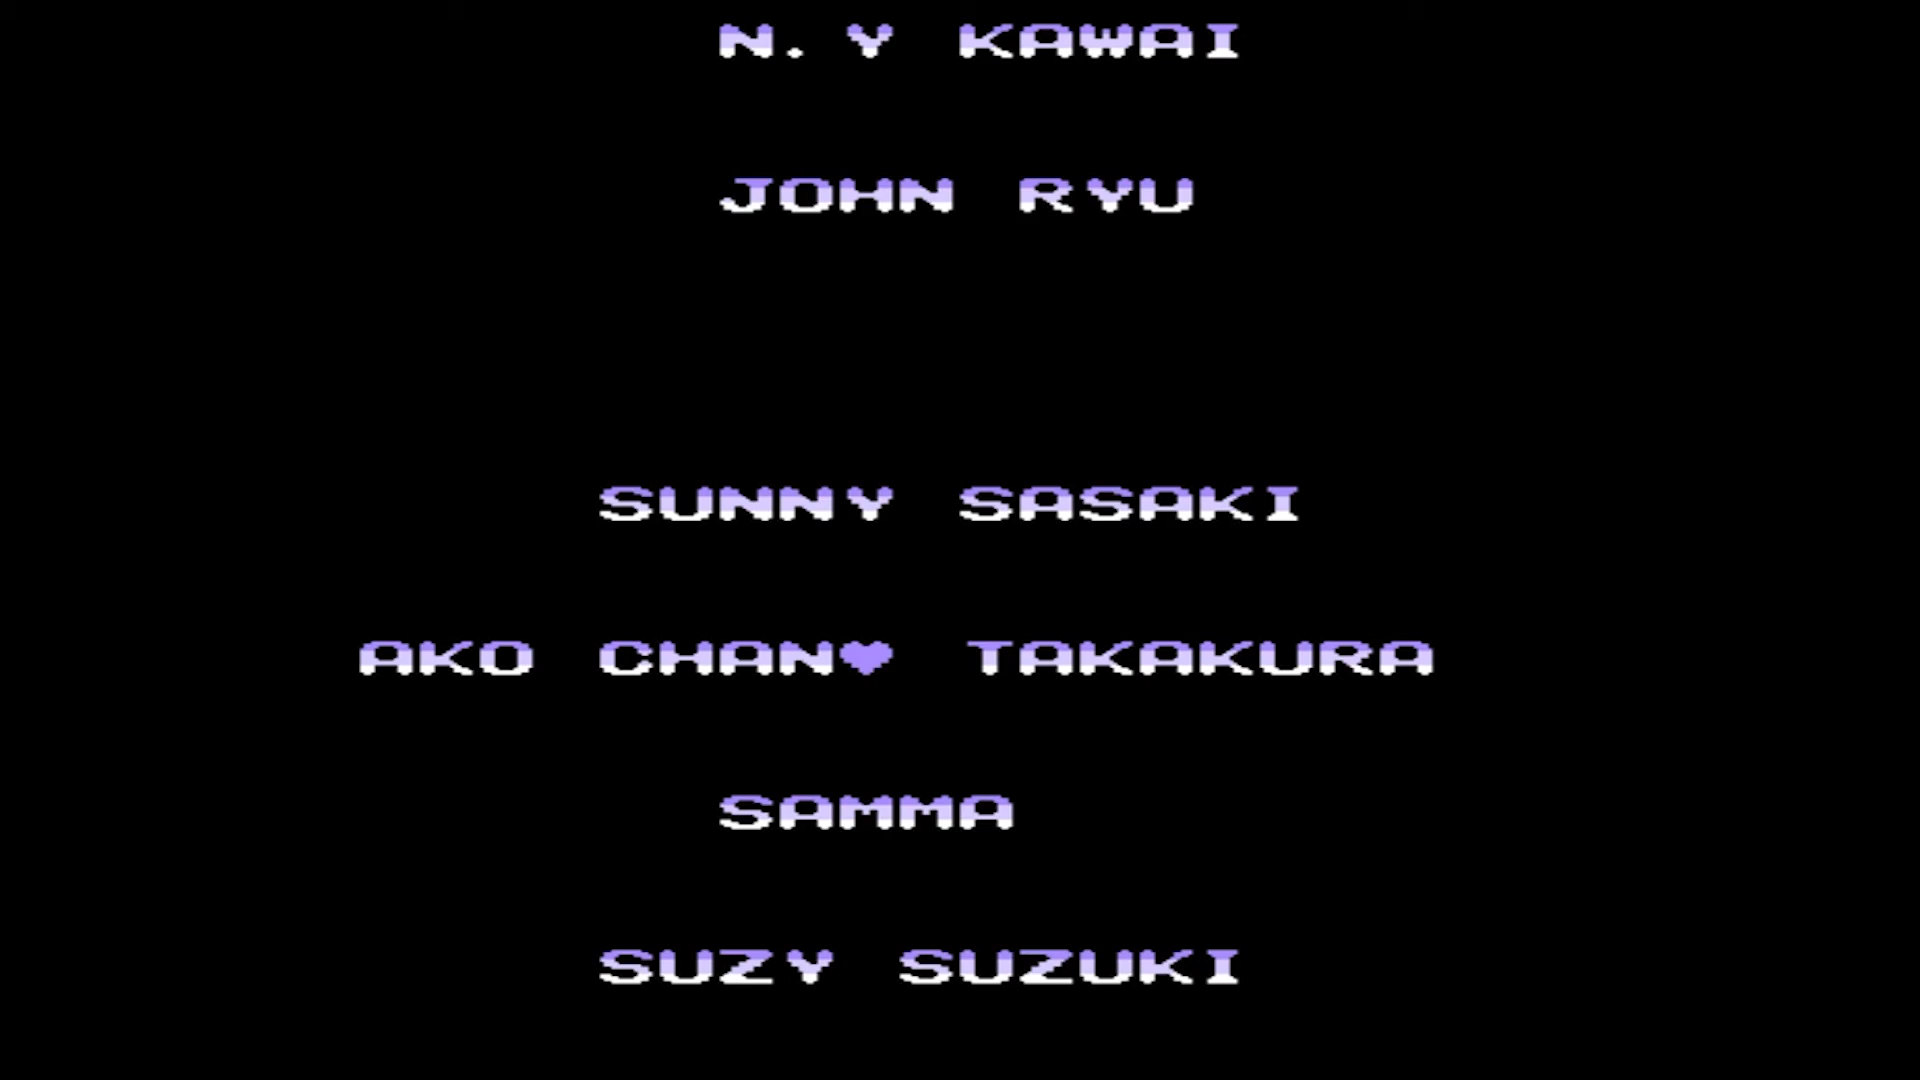 N.Y KAWAI
JOHN RYU
SUNNY SASAKI
AKO CHAN♥ TAKAKURA
SAMMA
SUZY SUZUKI